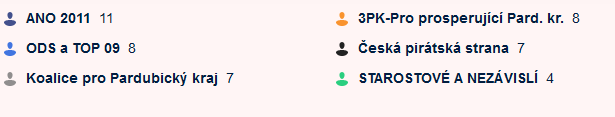 ANO 2011 11
3PK-Pro prosperující Pard. kr. 8
ODS a TOP 09 8
Česká pirátská strana 7
Koalice pro Pardubický kraj 7
STAROSTOVÉ A NEZÁVISLÍ 4